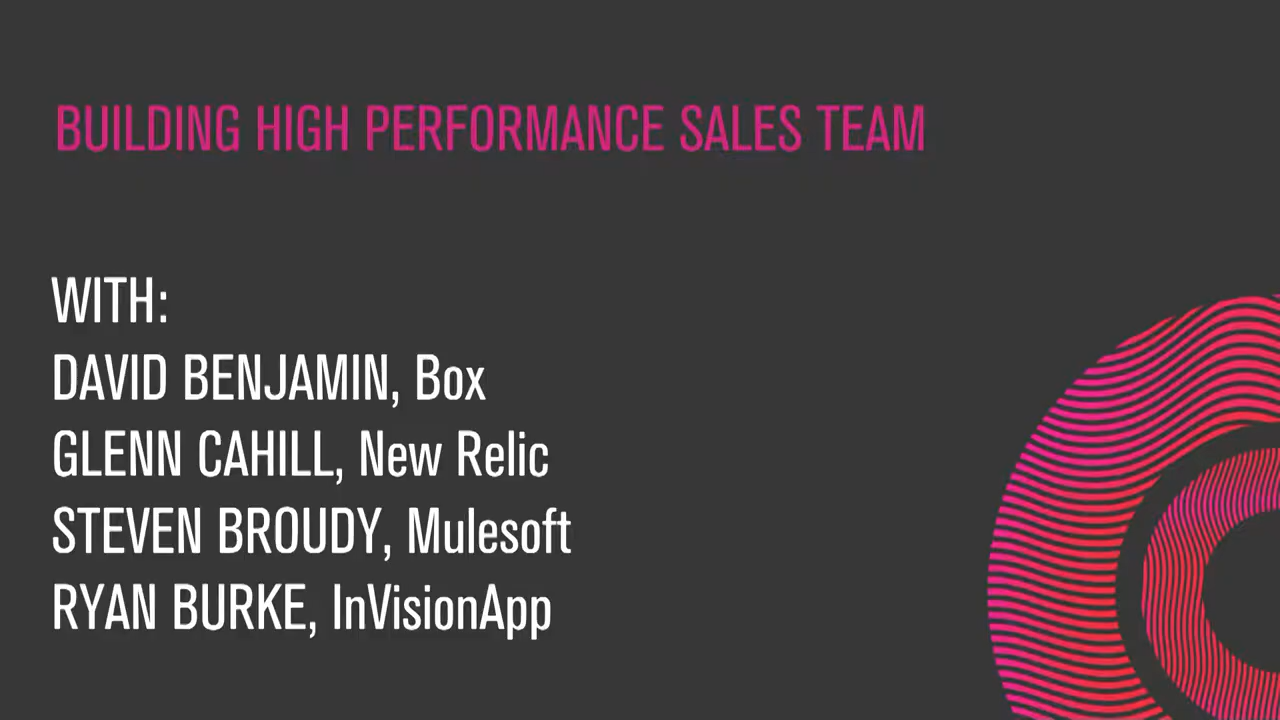 BUILDING HIGH PERFORMANCE SALES TEAM
WITH:
DAVID BENJAMIN, Box
GLENN CAHILL, New Relic
STEVEN BROUDY, Mulesoft
RYAN BURKE, InVisionApp